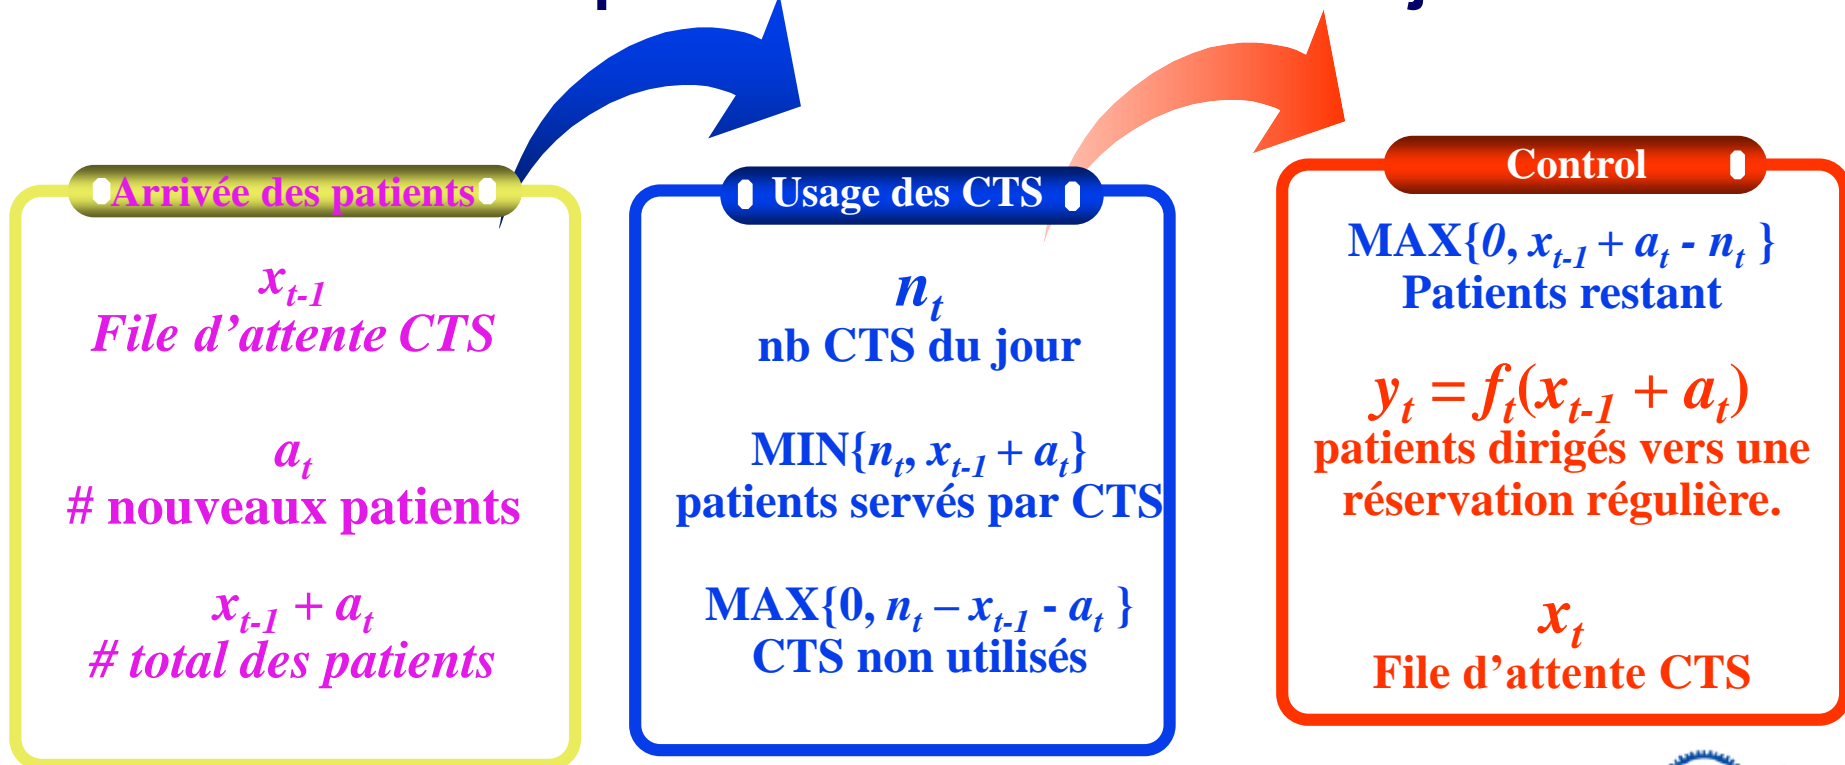 Arrivée des patients
x_{t-1}
File d’attente CTS
a_t
# nouveaux patients
x_{t-1} + a_t
# total des patients
Usage des CTS
n_t
nb CTS du jour
MIN{n_t, x_{t-1} + a_t}
patients servés par CTS
MAX{0, n_t – x_{t-1} - a_t }
CTS non utilisés
Control
MAX{0, x_{t-1} + a_t - n_t }
Patients restant
y_t = f_t(x_{t-1} + a_t)
patients dirigés vers une
réservation régulière.
x_t
File d’attente CTS